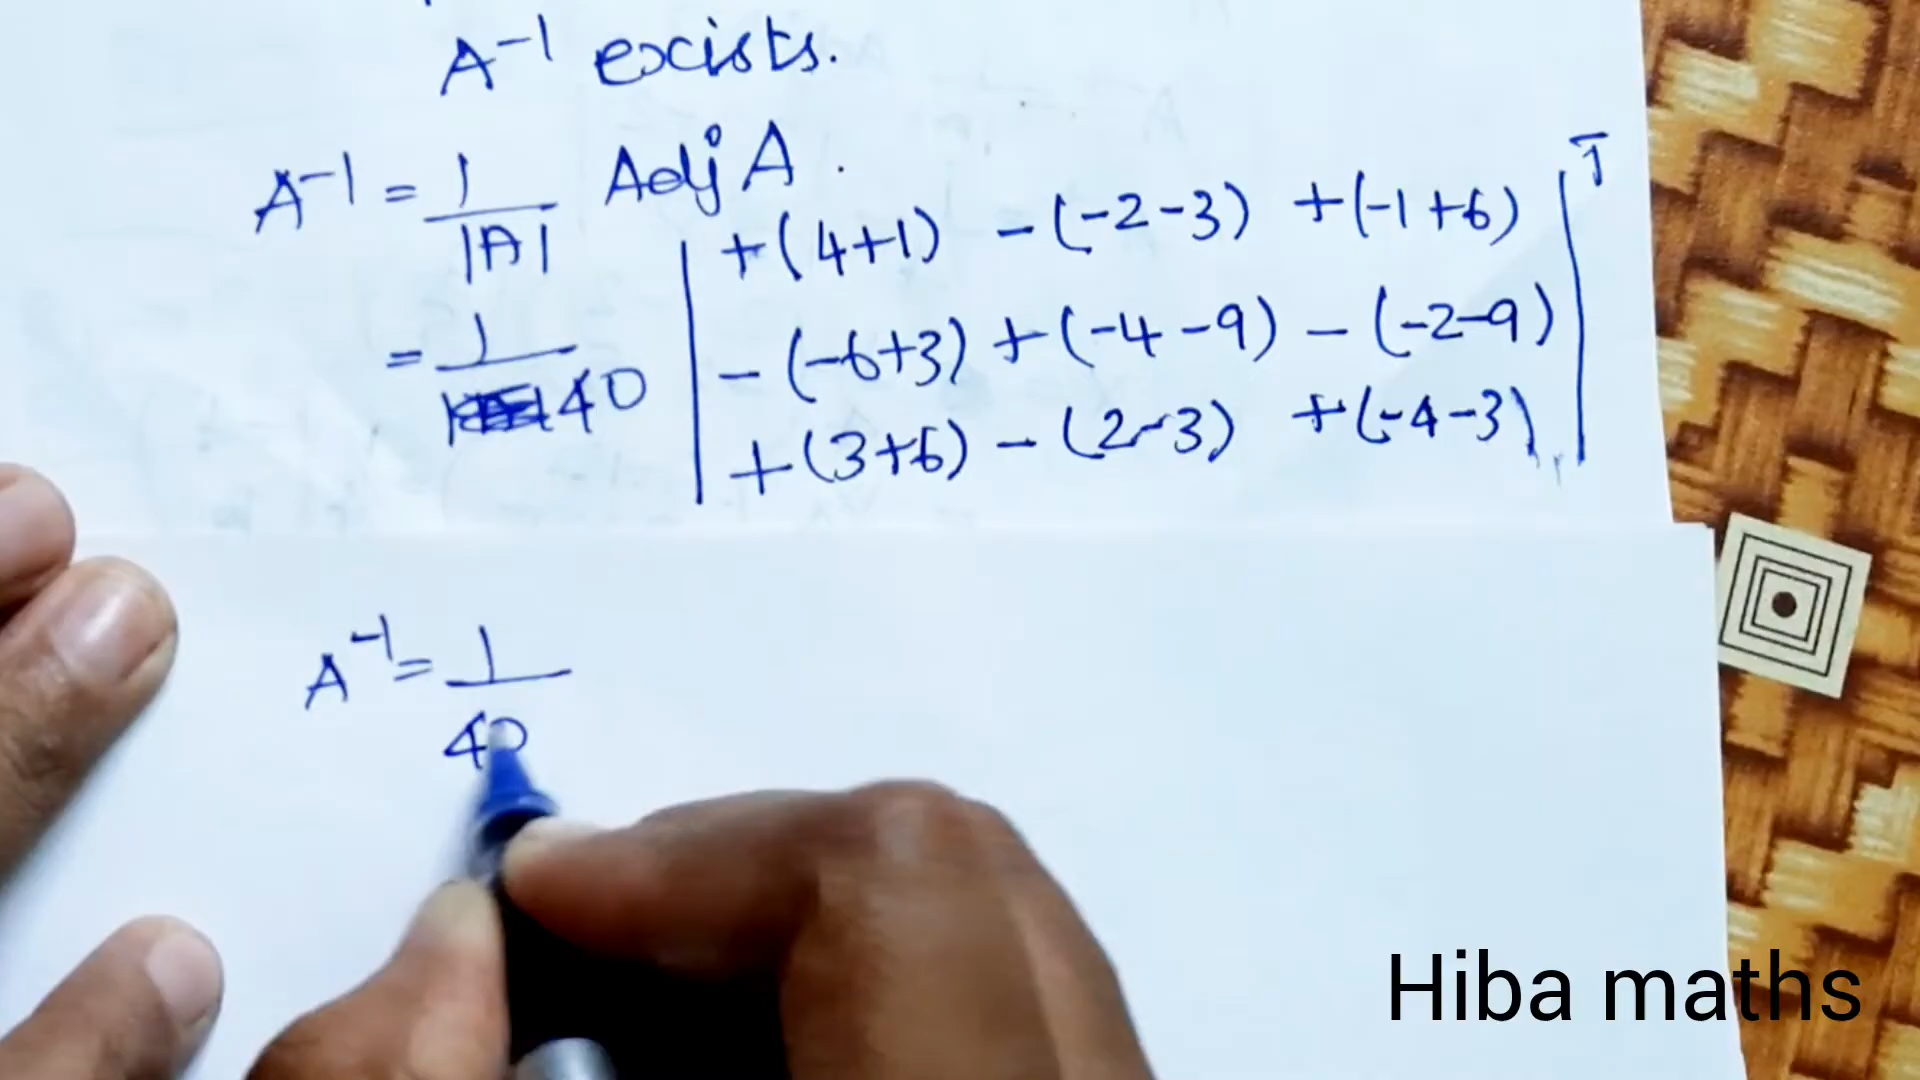 A⁻¹ exists.
A⁻¹ = 1/|A| Adj A.
= 1/40 | +(4+1) -(-2-3) +(-1+6) |ᵀ
-(-6+3) +(-4-9) -(-2-9)
+(3+6) -(2-3) +(-4-3)
A⁻¹ = 1/40
Hiba maths